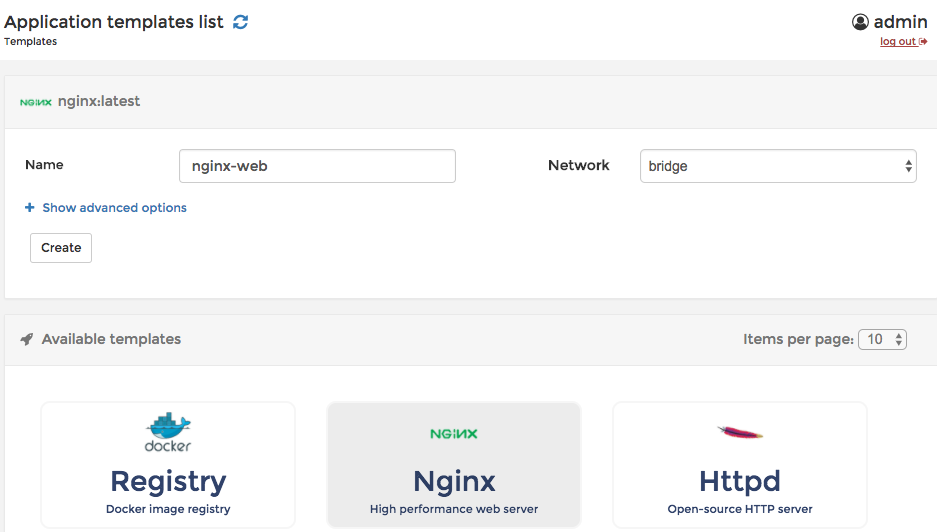 Application templates list
admin
Templates
log out
NGINX nginx:latest
Name
nginx-web
Network
bridge
+ Show advanced options
Create
Available templates
Items per page: 10
docker
Registry
Docker image registry
NGINX
Nginx
High performance web server
Httpd
Open-source HTTP server